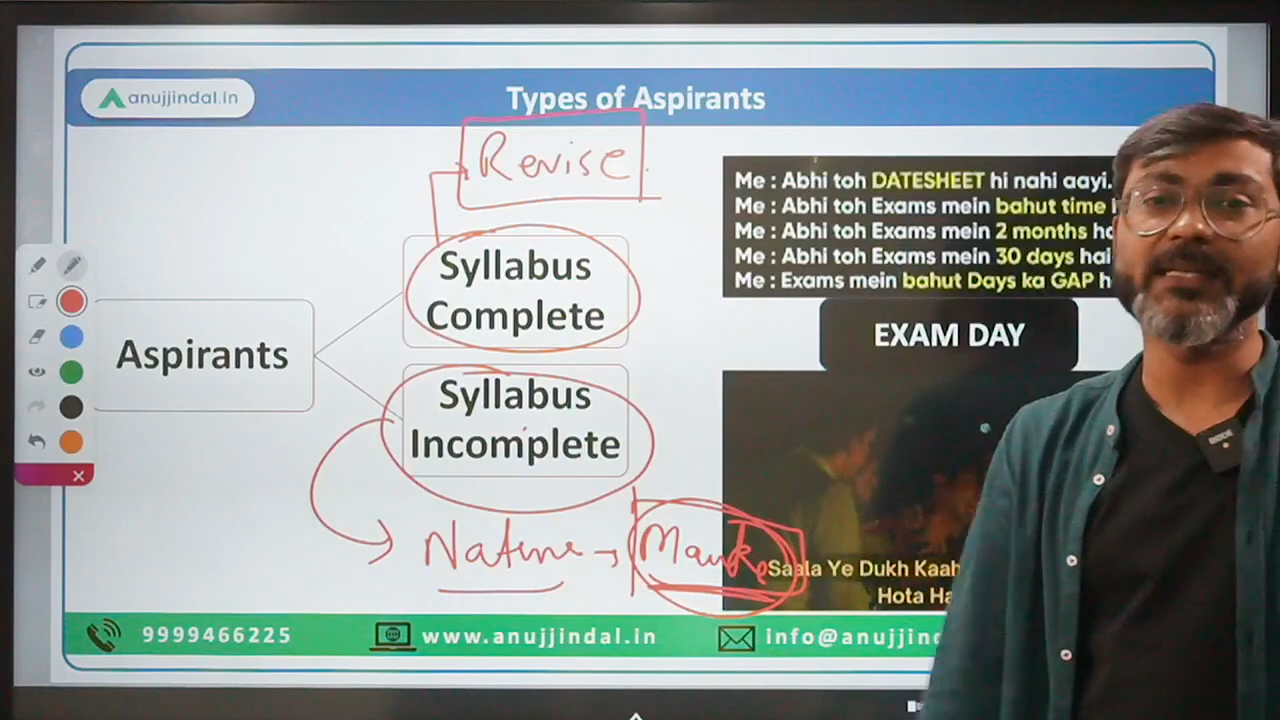 anujjindal.in
Types of Aspirants
Revise
Me : Abhi toh DATESHEET hi nahi aayi.
Me : Abhi toh Exams mein bahut time
Me : Abhi toh Exams mein 2 months
Me : Abhi toh Exams mein 30 days hai
Me : Exams mein bahut Days ka GAP
Syllabus
Complete
EXAM DAY
Aspirants
Syllabus
Incomplete
Nature
Saala Ye Dukh
Hota
9999466225
www.anujjindal.in